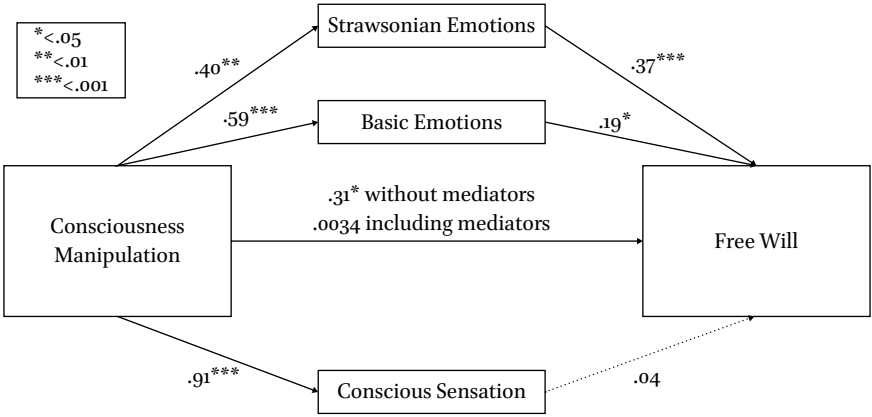 *<.05
**<.01
***<.001
Strawsonian Emotions
.40**
.37***
.59***
Basic Emotions
.19*
Consciousness
Manipulation
.31* without mediators
.0034 including mediators
Free Will
.91***
Conscious Sensation
.04